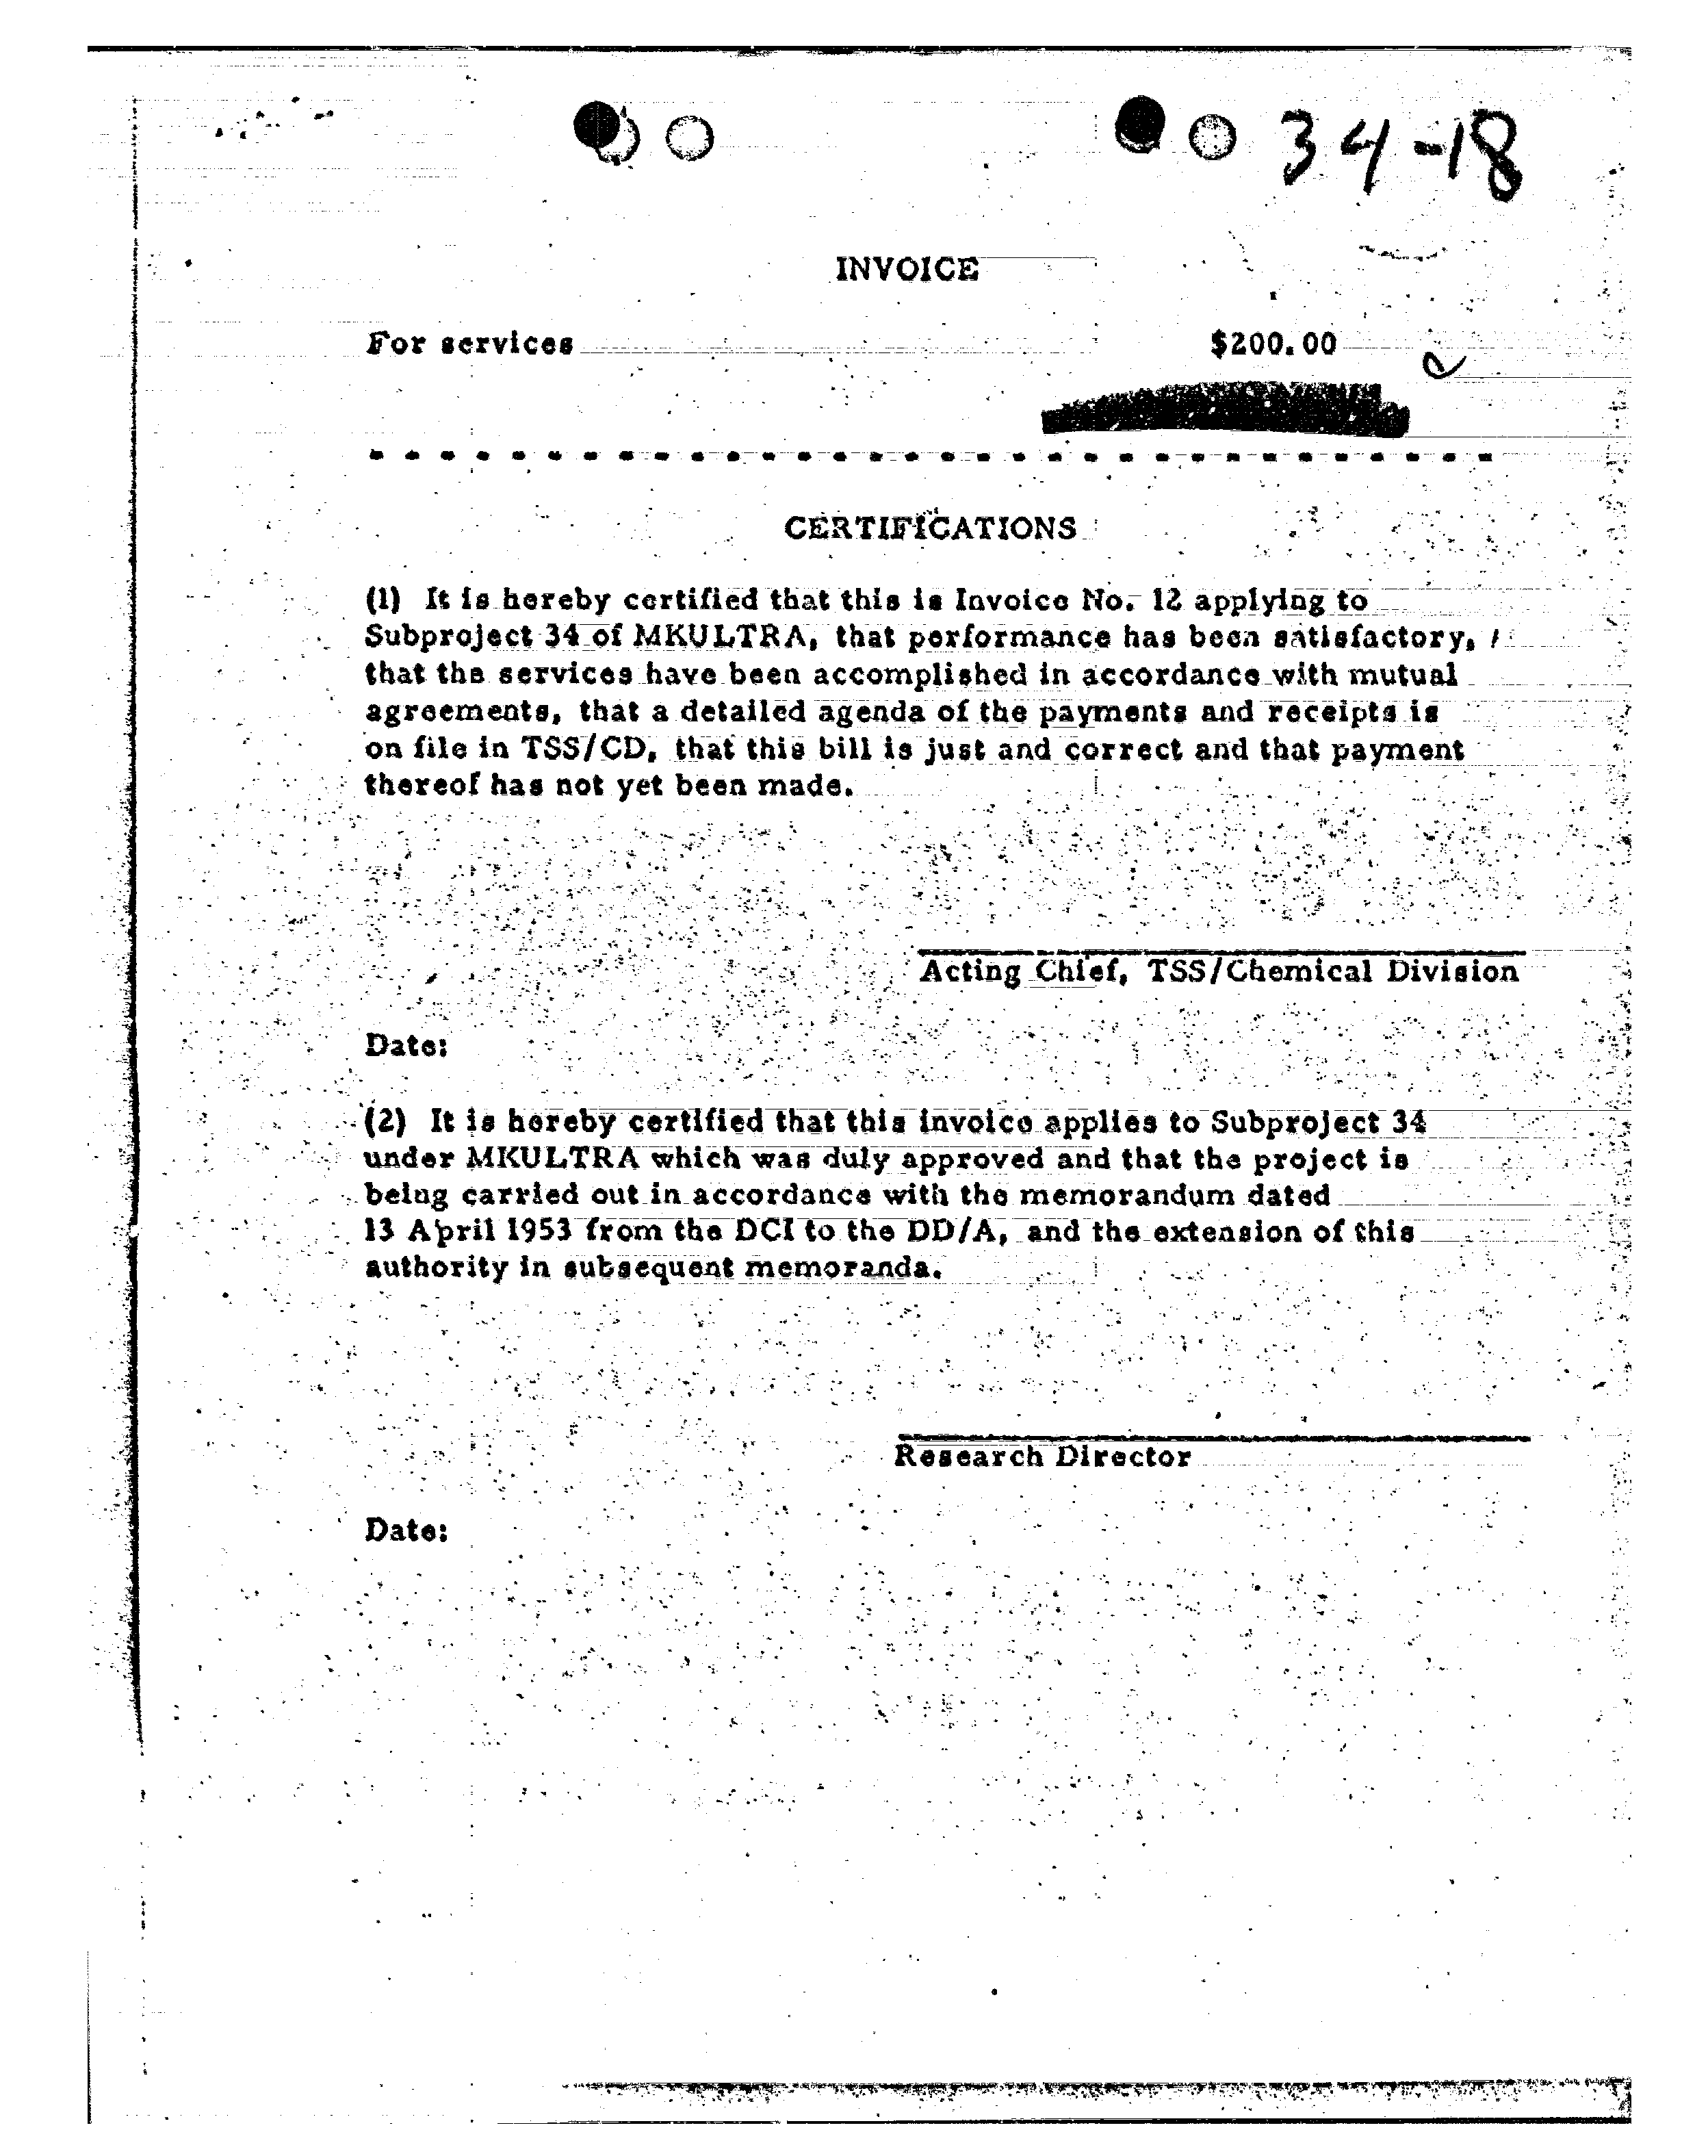 34-18
INVOICE
For services $200.00
CERTIFICATIONS
(1) It is hereby certified that this is Invoice No. 12 applying to
Subproject 34 of MKULTRA, that performance has been satisfactory,
that the services have been accomplished in accordance with mutual
agreements, that a detailed agenda of the payments and receipts is
on file in TSS/CD, that this bill is just and correct and that payment
thereof has not yet been made.
Acting Chief, TSS/Chemical Division
Date:
(2) It is hereby certified that this invoice applies to Subproject 34
under MKULTRA which was duly approved and that the project is
being carried out in accordance with the memorandum dated
13 April 1953 from the DCI to the DD/A, and the extension of this
authority in subsequent memoranda.
Research Director
Date: